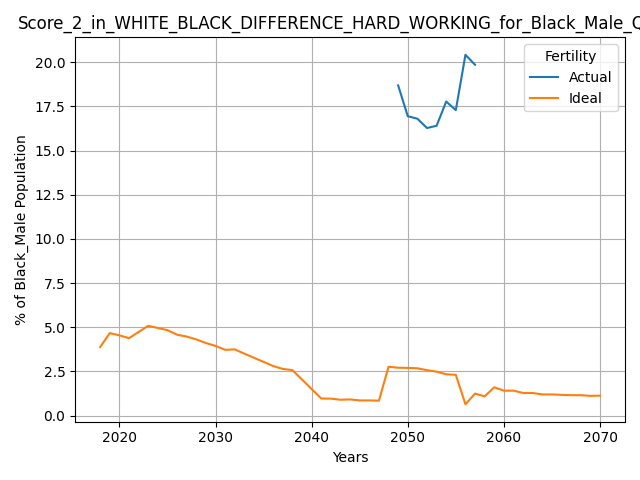 Score_2_in_WHITE_BLACK_DIFFERENCE_HARD_WORKING_for_Black_Male_Q
Fertility
Actual
Ideal
% of Black_Male Population
20.0
17.5
15.0
12.5
10.0
7.5
5.0
2.5
0.0
2020 2030 2040 2050 2060 2070
Years